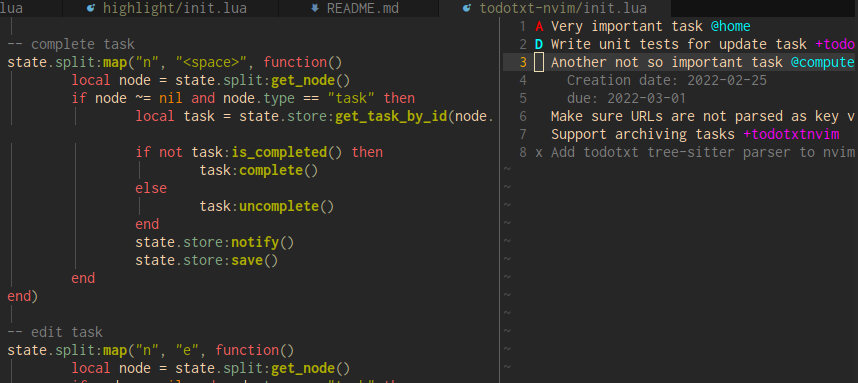 lua highlight/init.lua README.md todotxt-nvim/init.lua
-- complete task
state.split:map("n", "<space>", function()
local node = state.split:get_node()
if node ~= nil and node.type == "task" then
local task = state.store:get_task_by_id(node.
if not task:is_completed() then
task:complete()
else
task:uncomplete()
end
state.store:notify()
state.store:save()
end
end)
-- edit task
state.split:map("n", "e", function()
local node = state.split:get_node()
1 A Very important task @home
2 D Write unit tests for update task +todo
3 Another not so important task @compute
4 Creation date: 2022-02-25
5 due: 2022-03-01
6 Make sure URLs are not parsed as key v
7 Support archiving tasks +todotxtnvim
8 x Add todotxt tree-sitter parser to nvim
~
~
~
~
~
~
~
~
~
~
~
~